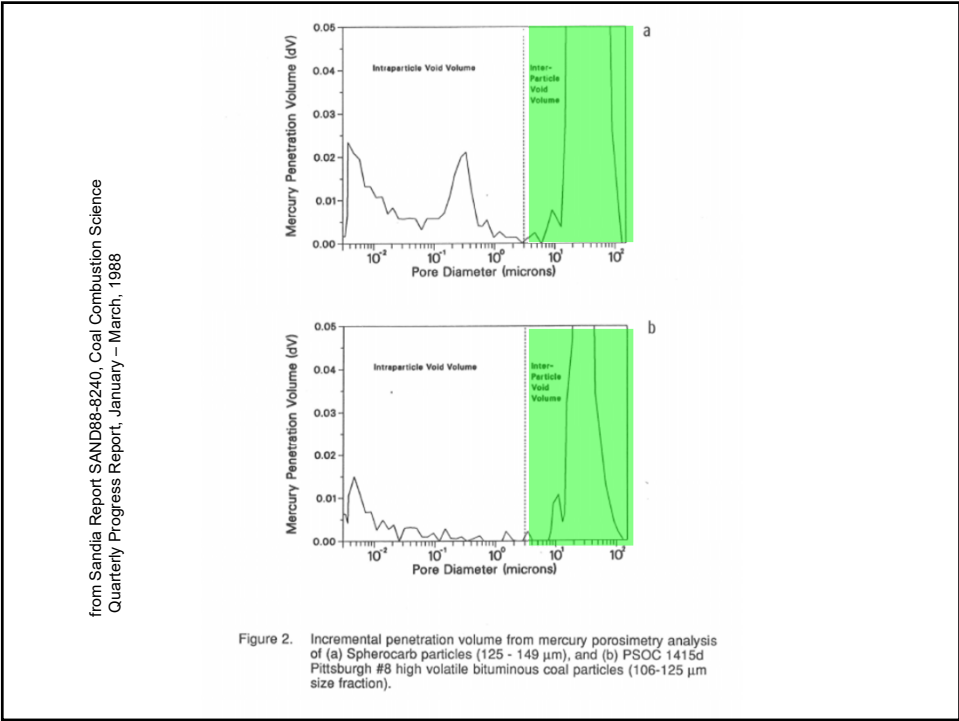 from Sandia Report SAND88-8240, Coal Combustion Science
Quarterly Progress Report, January – March, 1988
a
Mercury Penetration Volume (dV)
0.05
0.04
0.03
0.02
0.01
0.00
Intraparticle Void Volume
Inter-
Particle
Void
Volume
10-2
10-1
100
101
102
Pore Diameter (microns)
b
Mercury Penetration Volume (dV)
0.05
0.04
0.03
0.02
0.01
0.00
Intraparticle Void Volume
Inter-
Particle
Void
Volume
10-2
10-1
100
101
102
Pore Diameter (microns)
Figure 2. Incremental penetration volume from mercury porosimetry analysis
of (a) Spherocarb particles (125 - 149 μm), and (b) PSOC 1415d
Pittsburgh #8 high volatile bituminous coal particles (106-125 μm
size fraction).